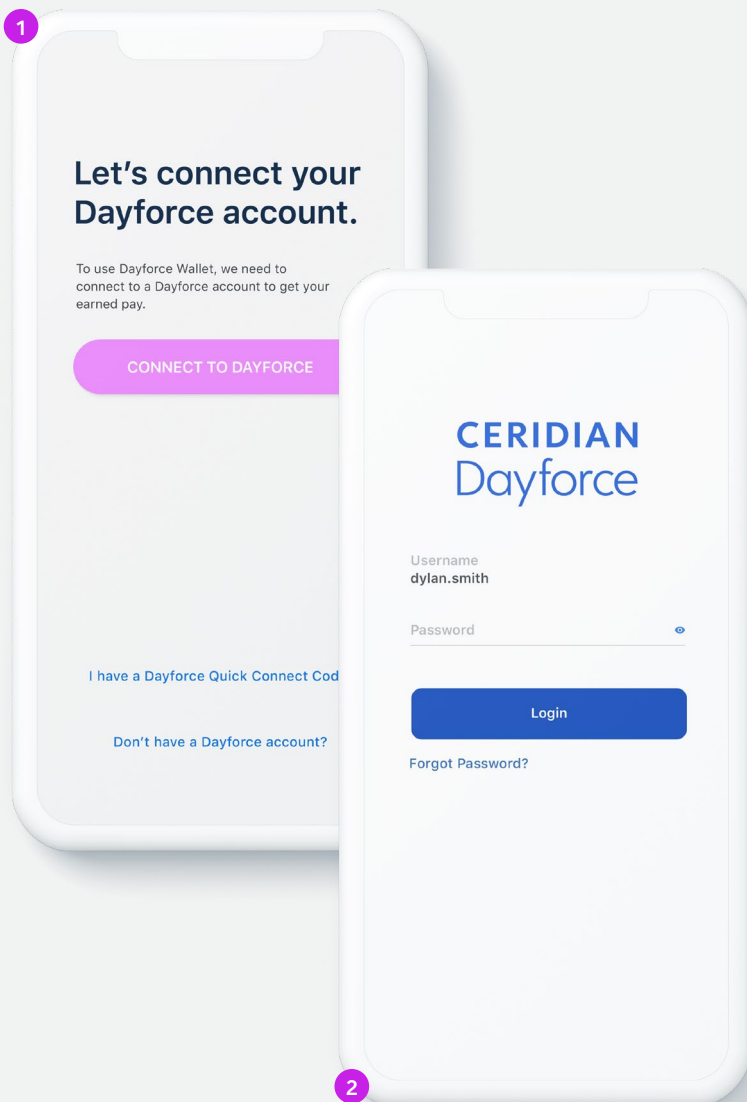 1
Let's connect your
Dayforce account.
To use Dayforce Wallet, we need to
connect to a Dayforce account to get your
earned pay.
CONNECT TO DAYFORCE
I have a Dayforce Quick Connect Cod
Don't have a Dayforce account?
CERIDIAN
Dayforce
Username
dylan.smith
Password
Login
Forgot Password?
2